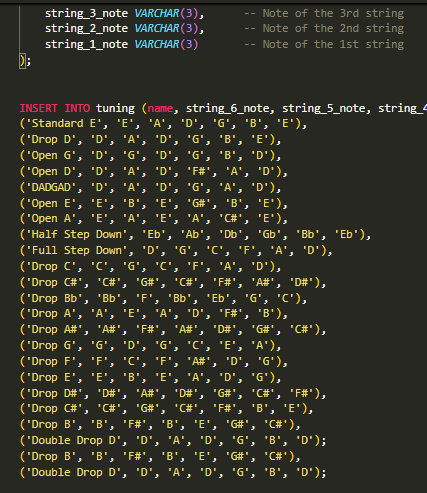 string_3_note VARCHAR(3), -- Note of the 3rd string
string_2_note VARCHAR(3), -- Note of the 2nd string
string_1_note VARCHAR(3) -- Note of the 1st string
);
INSERT INTO tuning (name, string_6_note, string_5_note, string_4
('Standard E', 'E', 'A', 'D', 'G', 'B', 'E'),
('Drop D', 'D', 'A', 'D', 'G', 'B', 'E'),
('Open G', 'D', 'G', 'D', 'G', 'B', 'D'),
('Open D', 'D', 'A', 'D', 'F#', 'A', 'D'),
('DADGAD', 'D', 'A', 'D', 'G', 'A', 'D'),
('Open E', 'E', 'B', 'E', 'G#', 'B', 'E'),
('Open A', 'E', 'A', 'E', 'A', 'C#', 'E'),
('Half Step Down', 'Eb', 'Ab', 'Db', 'Gb', 'Bb', 'Eb'),
('Full Step Down', 'D', 'G', 'C', 'F', 'A', 'D'),
('Drop C', 'C', 'G', 'C', 'F', 'A', 'D'),
('Drop C#', 'C#', 'G#', 'C#', 'F#', 'A#', 'D#'),
('Drop Bb', 'Bb', 'F', 'Bb', 'Eb', 'G', 'C'),
('Drop A', 'A', 'E', 'A', 'D', 'F#', 'B'),
('Drop A#', 'A#', 'F#', 'A#', 'D#', 'G#', 'C#'),
('Drop G', 'G', 'D', 'G', 'C', 'E', 'A'),
('Drop F', 'F', 'C', 'F', 'A#', 'D', 'G'),
('Drop E', 'E', 'B', 'E', 'A', 'D', 'G'),
('Drop D#', 'D#', 'A#', 'D#', 'G#', 'C#', 'F#'),
('Drop C#', 'C#', 'G#', 'C#', 'F#', 'B', 'E'),
('Drop B', 'B', 'F#', 'B', 'E', 'G#', 'C#'),
('Double Drop D', 'D', 'A', 'D', 'G', 'B', 'D');
('Drop B', 'B', 'F#', 'B', 'E', 'G#', 'C#'),
('Double Drop D', 'D', 'A', 'D', 'G', 'B', 'D');